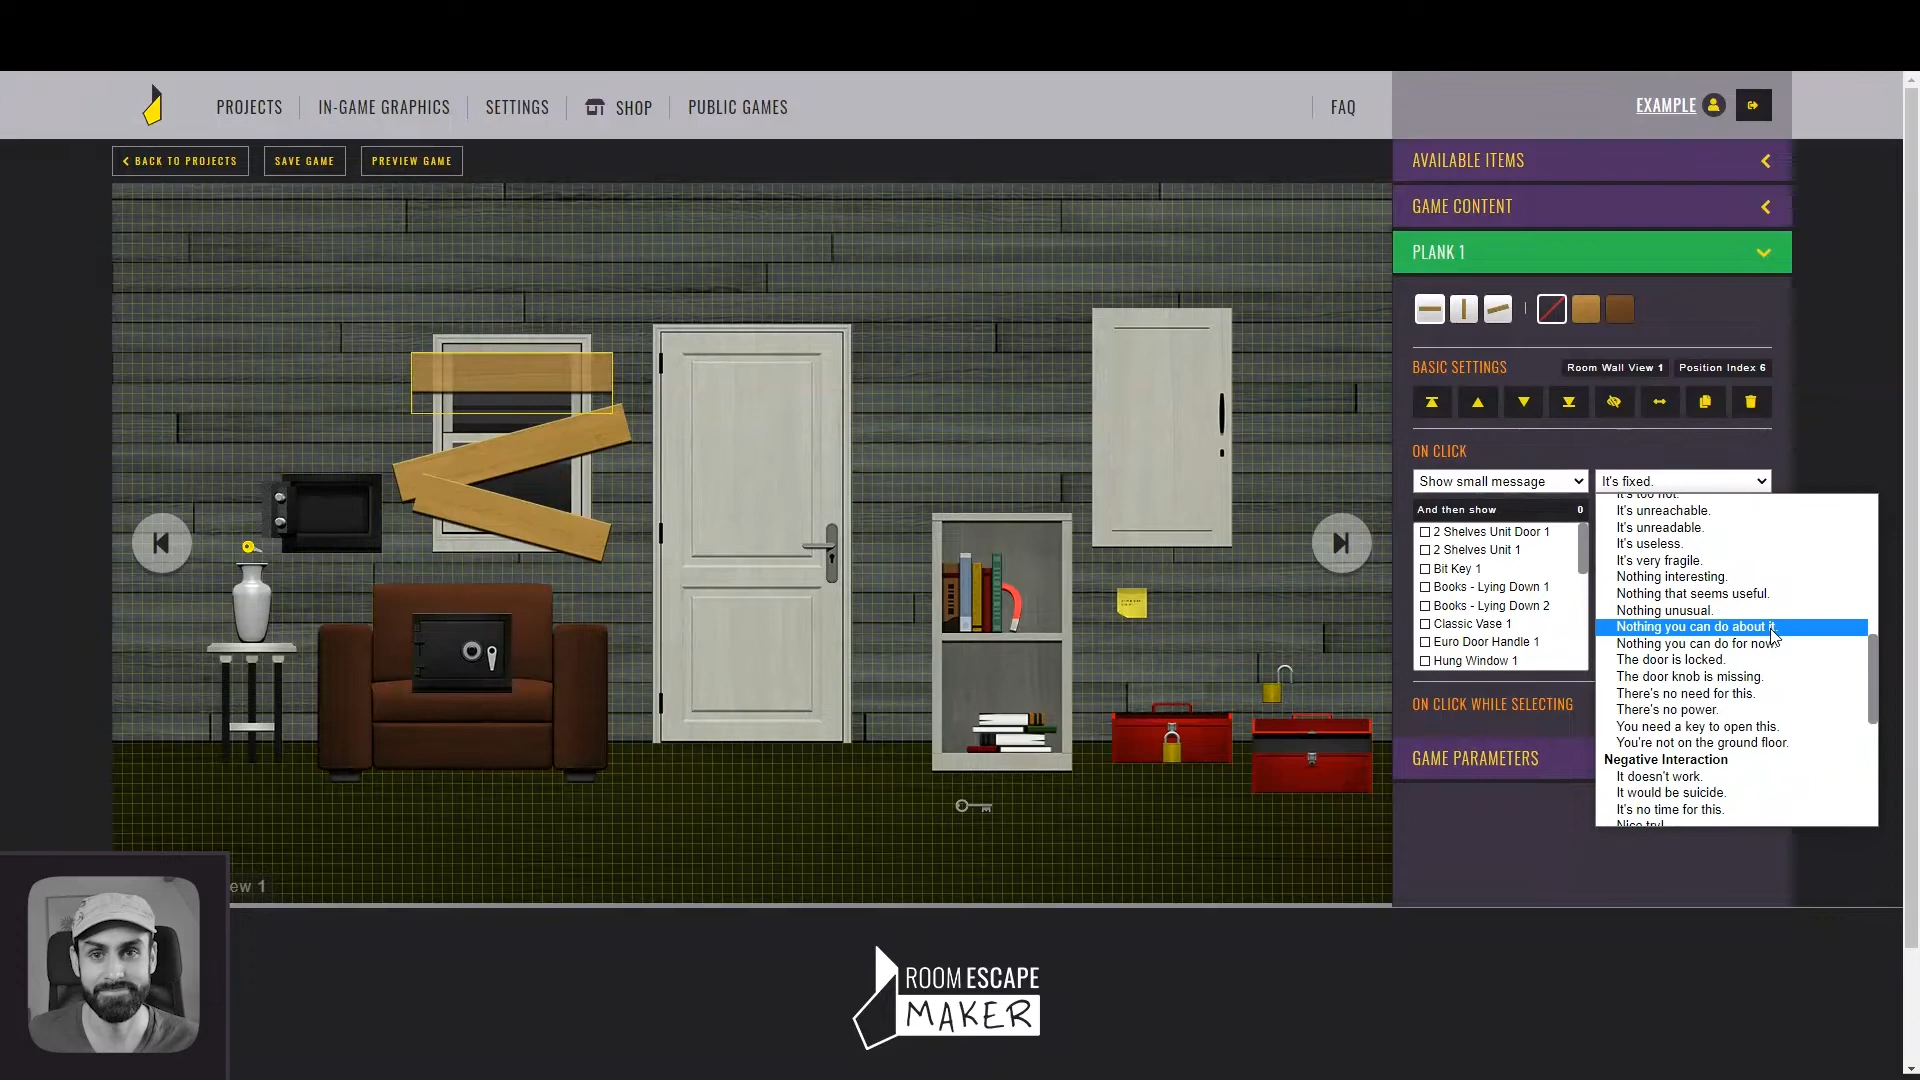 PROJECTS
IN-GAME GRAPHICS
SETTINGS
SHOP
PUBLIC GAMES
FAQ
EXAMPLE
BACK TO PROJECTS
SAVE GAME
PREVIEW GAME
AVAILABLE ITEMS
GAME CONTENT
PLANK 1
BASIC SETTINGS
Room Wall View 1
Position Index 6
ON CLICK
Show small message
It's fixed.
And then show 0
2 Shelves Unit Door 1
2 Shelves Unit 1
Bit Key 1
Books - Lying Down 1
Books - Lying Down 2
Classic Vase 1
Euro Door Handle 1
Hung Window 1
It's too hot.
It's unreachable.
It's unreadable.
It's useless.
It's very fragile.
Nothing interesting.
Nothing that seems useful.
Nothing unusual.
Nothing you can do about it.
Nothing you can do for now.
The door is locked.
The door knob is missing.
There's no need for this.
There's no power.
You need a key to open this.
You're not on the ground floor.
Negative Interaction
It doesn't work.
It would be suicide.
It's no time for this.
Nice try!
ON CLICK WHILE SELECTING
GAME PARAMETERS
ew 1
ROOM ESCAPE
MAKER